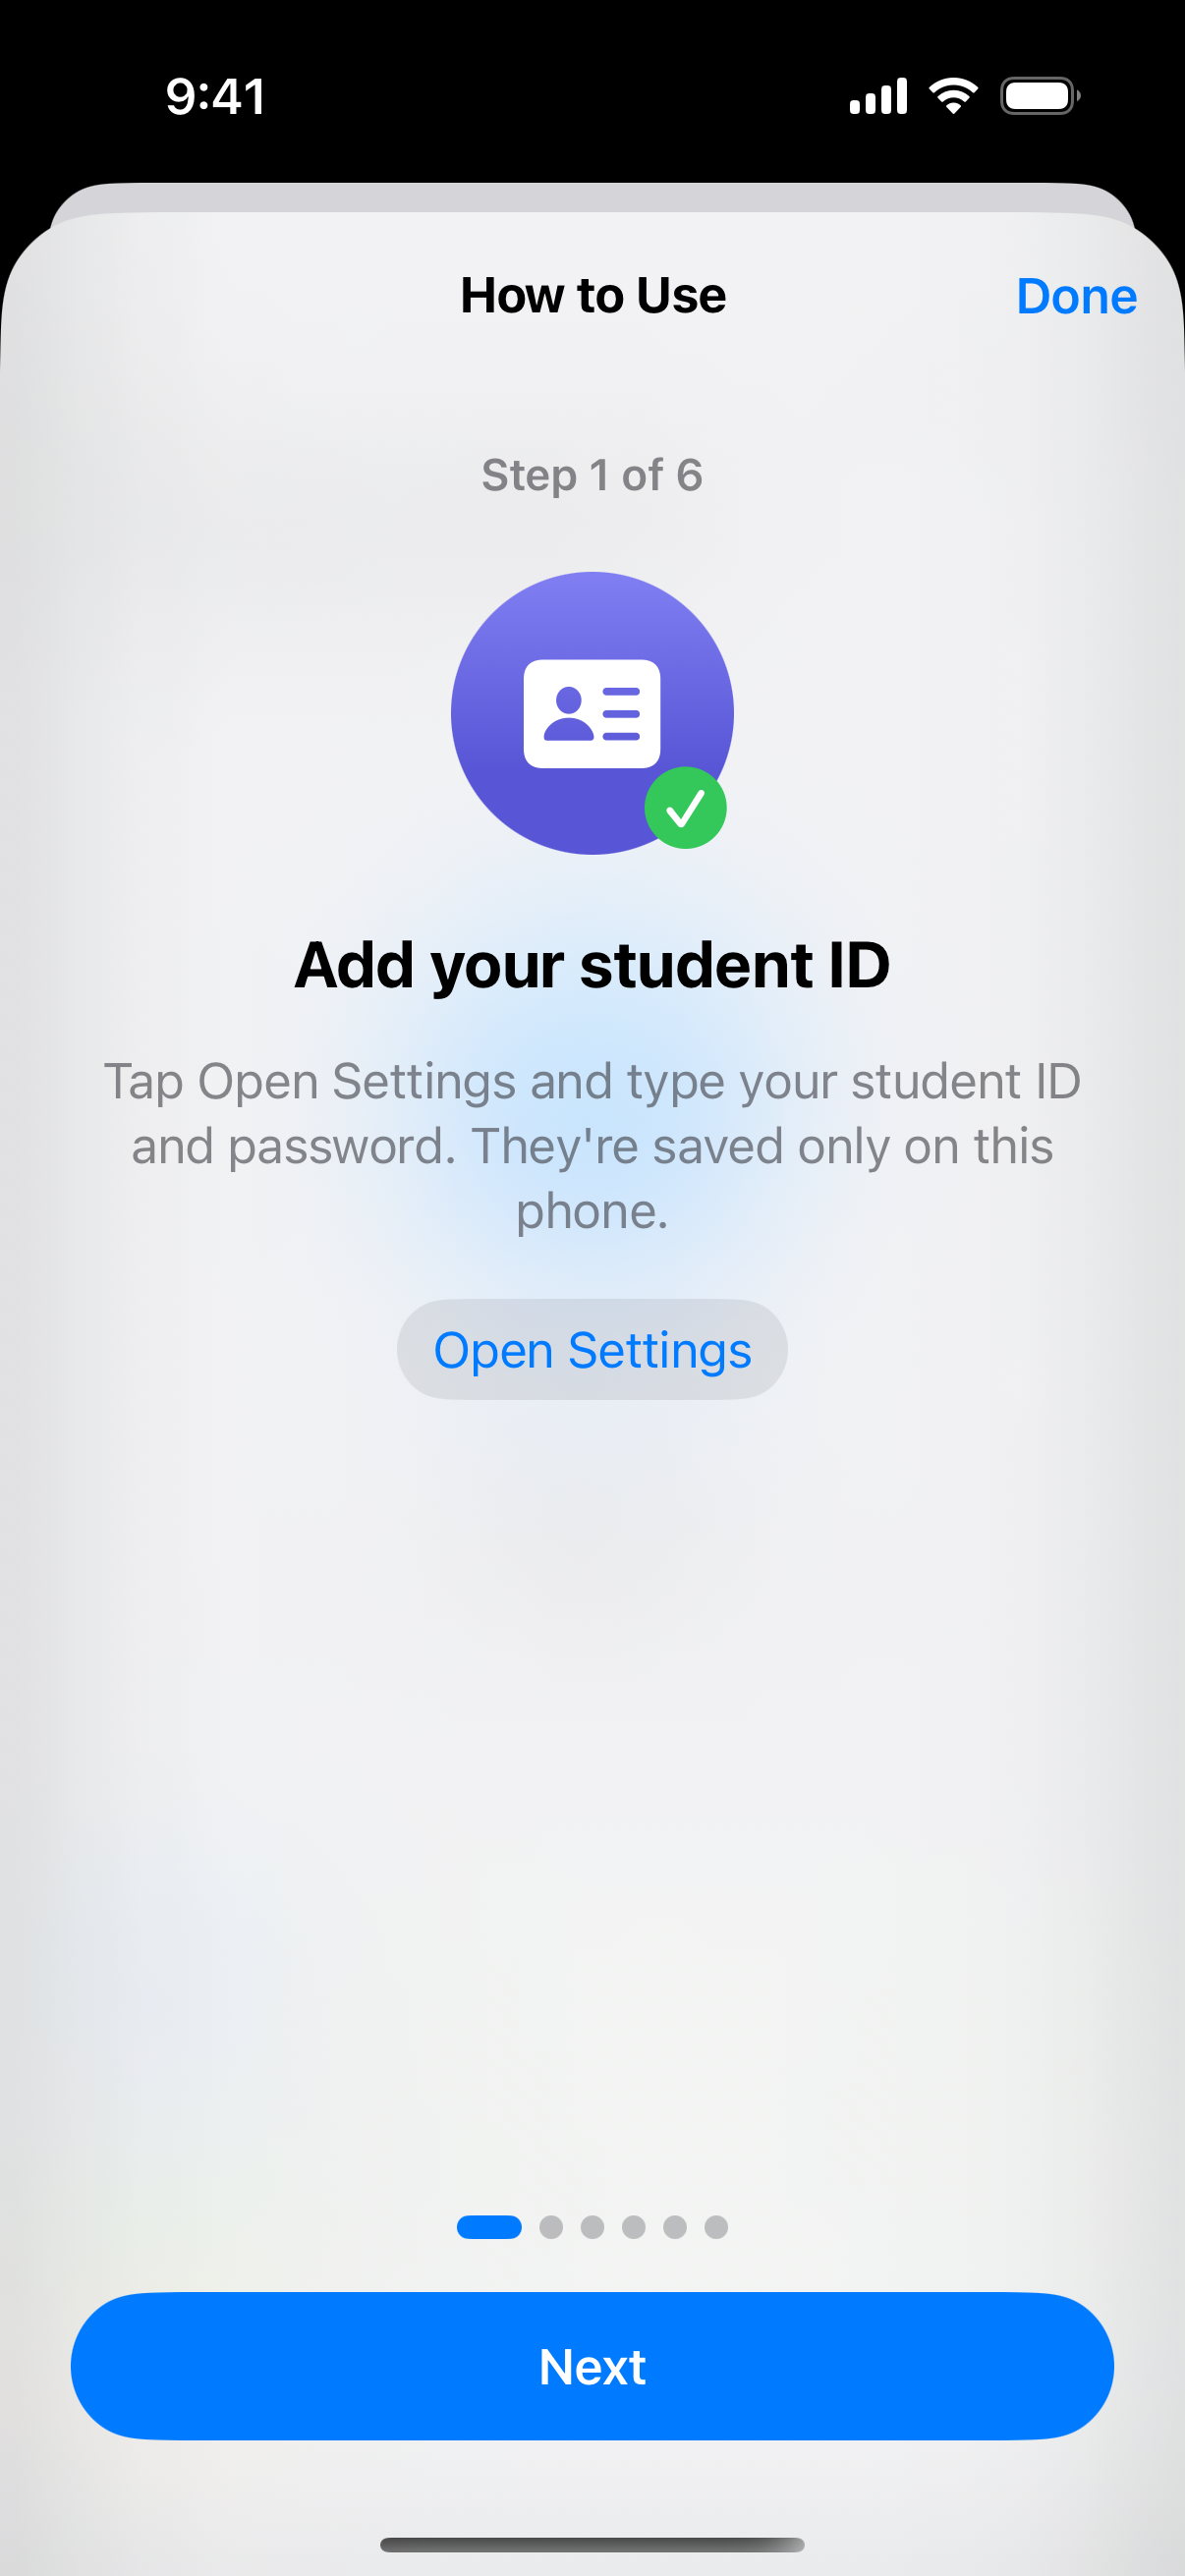 9:41
How to Use
Done
Step 1 of 6
Add your student ID
Tap Open Settings and type your student ID
and password. They're saved only on this
phone.
Open Settings
Next